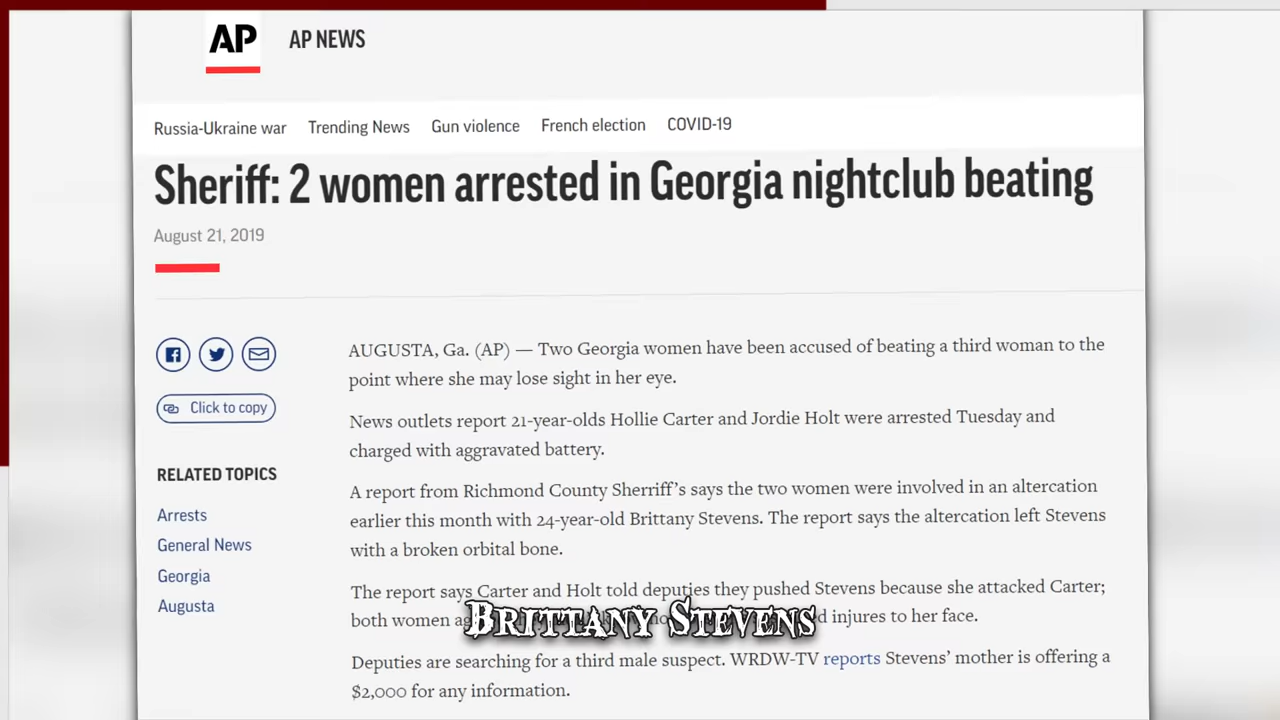 AP AP NEWS
Russia-Ukraine war Trending News Gun violence French election COVID-19
Sheriff: 2 women arrested in Georgia nightclub beating
August 21, 2019
Click to copy
RELATED TOPICS
Arrests
General News
Georgia
Augusta
AUGUSTA, Ga. (AP) — Two Georgia women have been accused of beating a third woman to the
point where she may lose sight in her eye.
News outlets report 21-year-olds Hollie Carter and Jordie Holt were arrested Tuesday and
charged with aggravated battery.
A report from Richmond County Sherriff's says the two women were involved in an altercation
earlier this month with 24-year-old Brittany Stevens. The report says the altercation left Stevens
with a broken orbital bone.
The report says Carter and Holt told deputies they pushed Stevens because she attacked Carter;
both women injures to her face.
Brittany Stevens
Deputies are searching for a third male suspect. WRDW-TV reports Stevens' mother is offering a
$2,000 for any information.